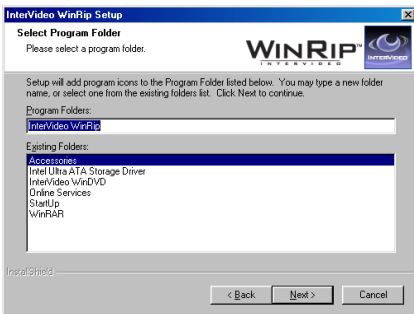 InterVideo WinRip Setup
Select Program Folder
Please select a program folder.
WINRIP™
INTERVIDEO
INTERVIDEO
Setup will add program icons to the Program Folder listed below. You may type a new folder
name, or select one from the existing folders list. Click Next to continue.
Program Folders:
InterVideo WinRip
Existing Folders:
Accessories
Intel Ultra ATA Storage Driver
InterVideo WinDVD
Online Services
StartUp
WinRAR
InstallShield
< Back
Next >
Cancel